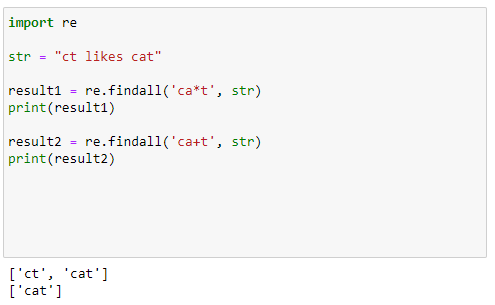 import re
str = "ct likes cat"
result1 = re.findall('ca*t', str)
print(result1)
result2 = re.findall('ca+t', str)
print(result2)
['ct', 'cat']
['cat']